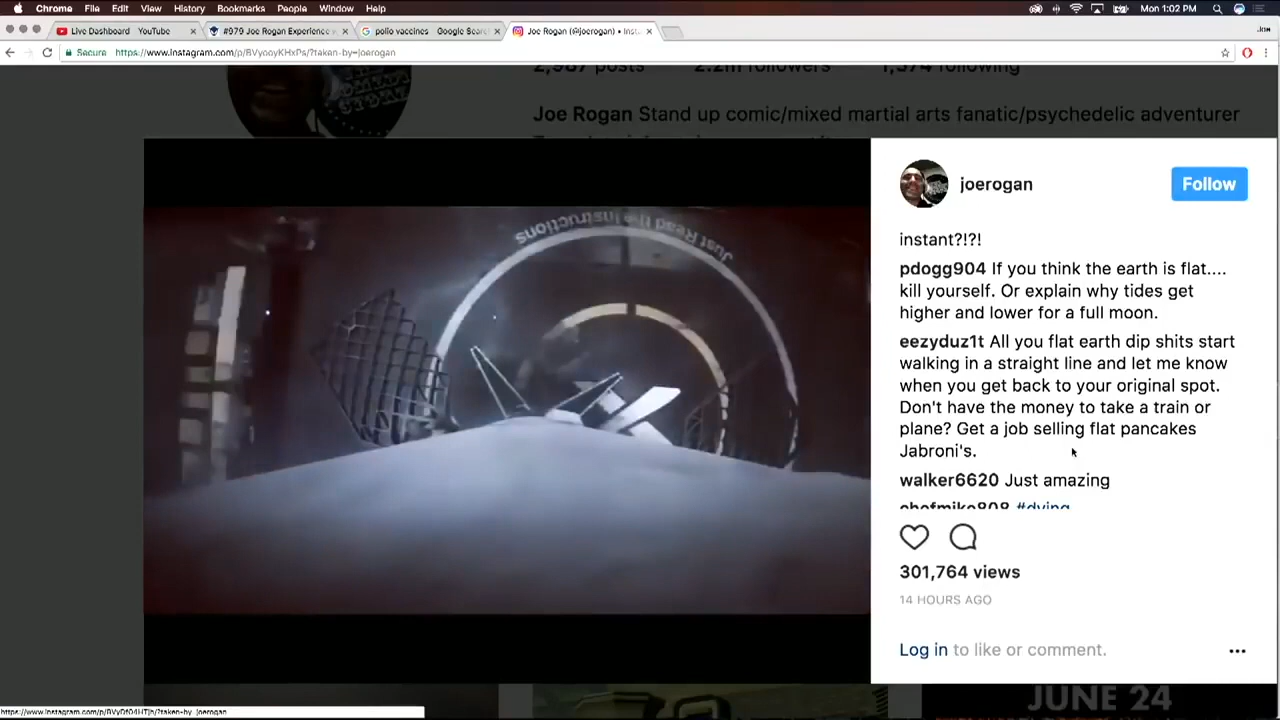 Chrome File Edit View History Bookmarks People Window Help Mon 1:02 PM
Live Dashboard YouTube #979 Joe Rogan Experience polio vaccines Google Sear Joe Rogan (@joerogan) • Inst
Secure https://www.instagram.com/p/BVyooyKHxPs/?taken-by=joerogan
2,987 posts 2.2m followers 1,574 following
Joe Rogan Stand up comic/mixed martial arts fanatic/psychedelic adventurer
Just Read the Instructions
joerogan
Follow
instant?!?!
pdogg904 If you think the earth is flat....
kill yourself. Or explain why tides get
higher and lower for a full moon.
eezyduz1t All you flat earth dip shits start
walking in a straight line and let me know
when you get back to your original spot.
Don't have the money to take a train or
plane? Get a job selling flat pancakes
Jabroni's.
walker6620 Just amazing
chefmike808 #dying
301,764 views
14 HOURS AGO
Log in to like or comment.
JUNE 24